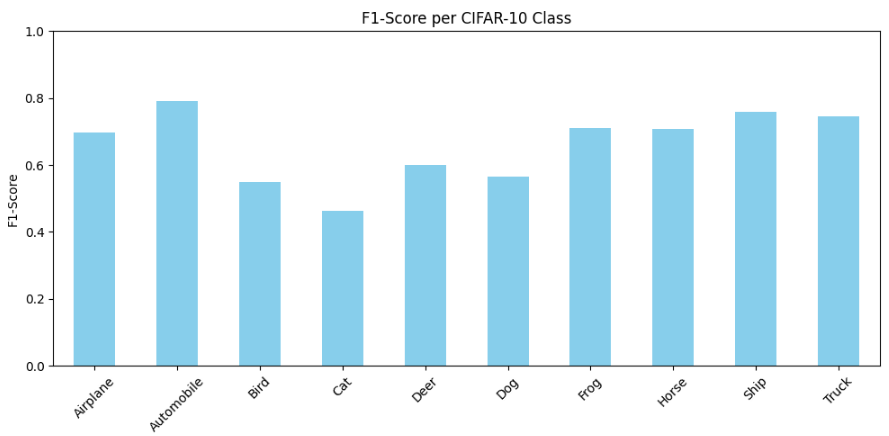 F1-Score per CIFAR-10 Class
1.0
0.8
0.6
0.4
0.2
0.0
F1-Score
Airplane
Automobile
Bird
Cat
Deer
Dog
Frog
Horse
Ship
Truck